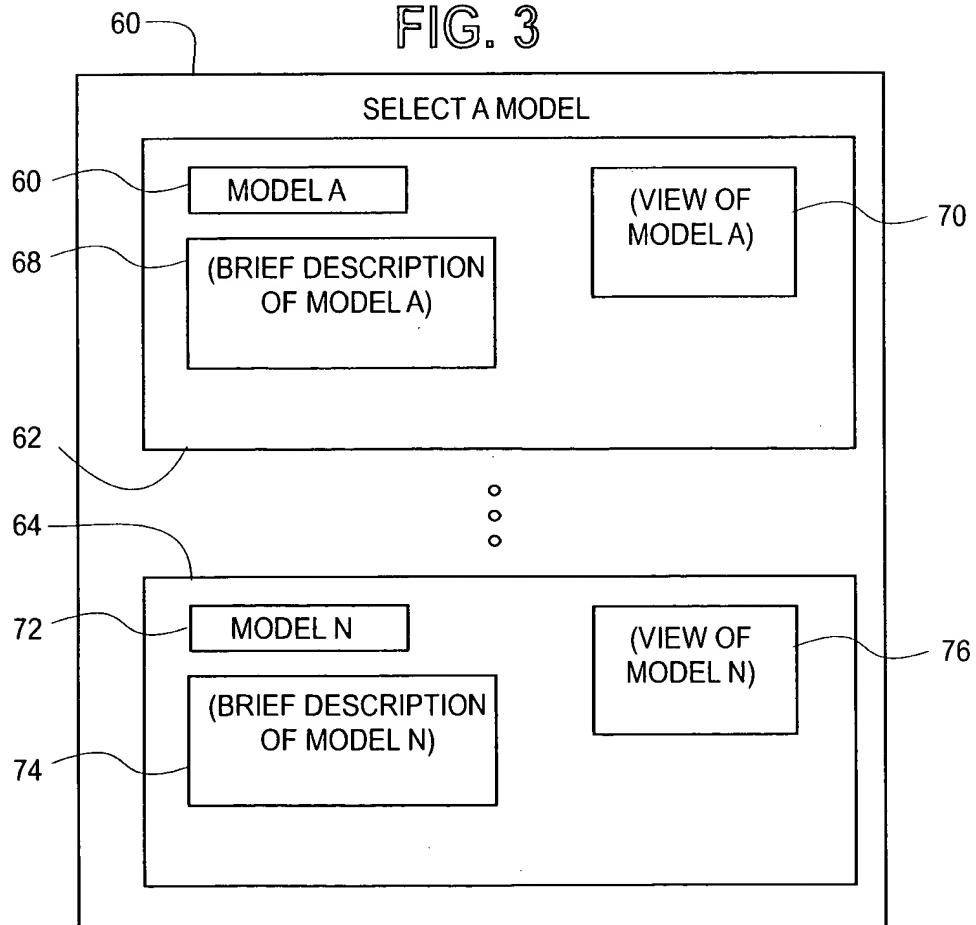 FIG. 3
60
SELECT A MODEL
60
MODEL A
(VIEW OF
MODEL A)
70
68
(BRIEF DESCRIPTION
OF MODEL A)
62
64
72
MODEL N
(VIEW OF
MODEL N)
76
(BRIEF DESCRIPTION
OF MODEL N)
74